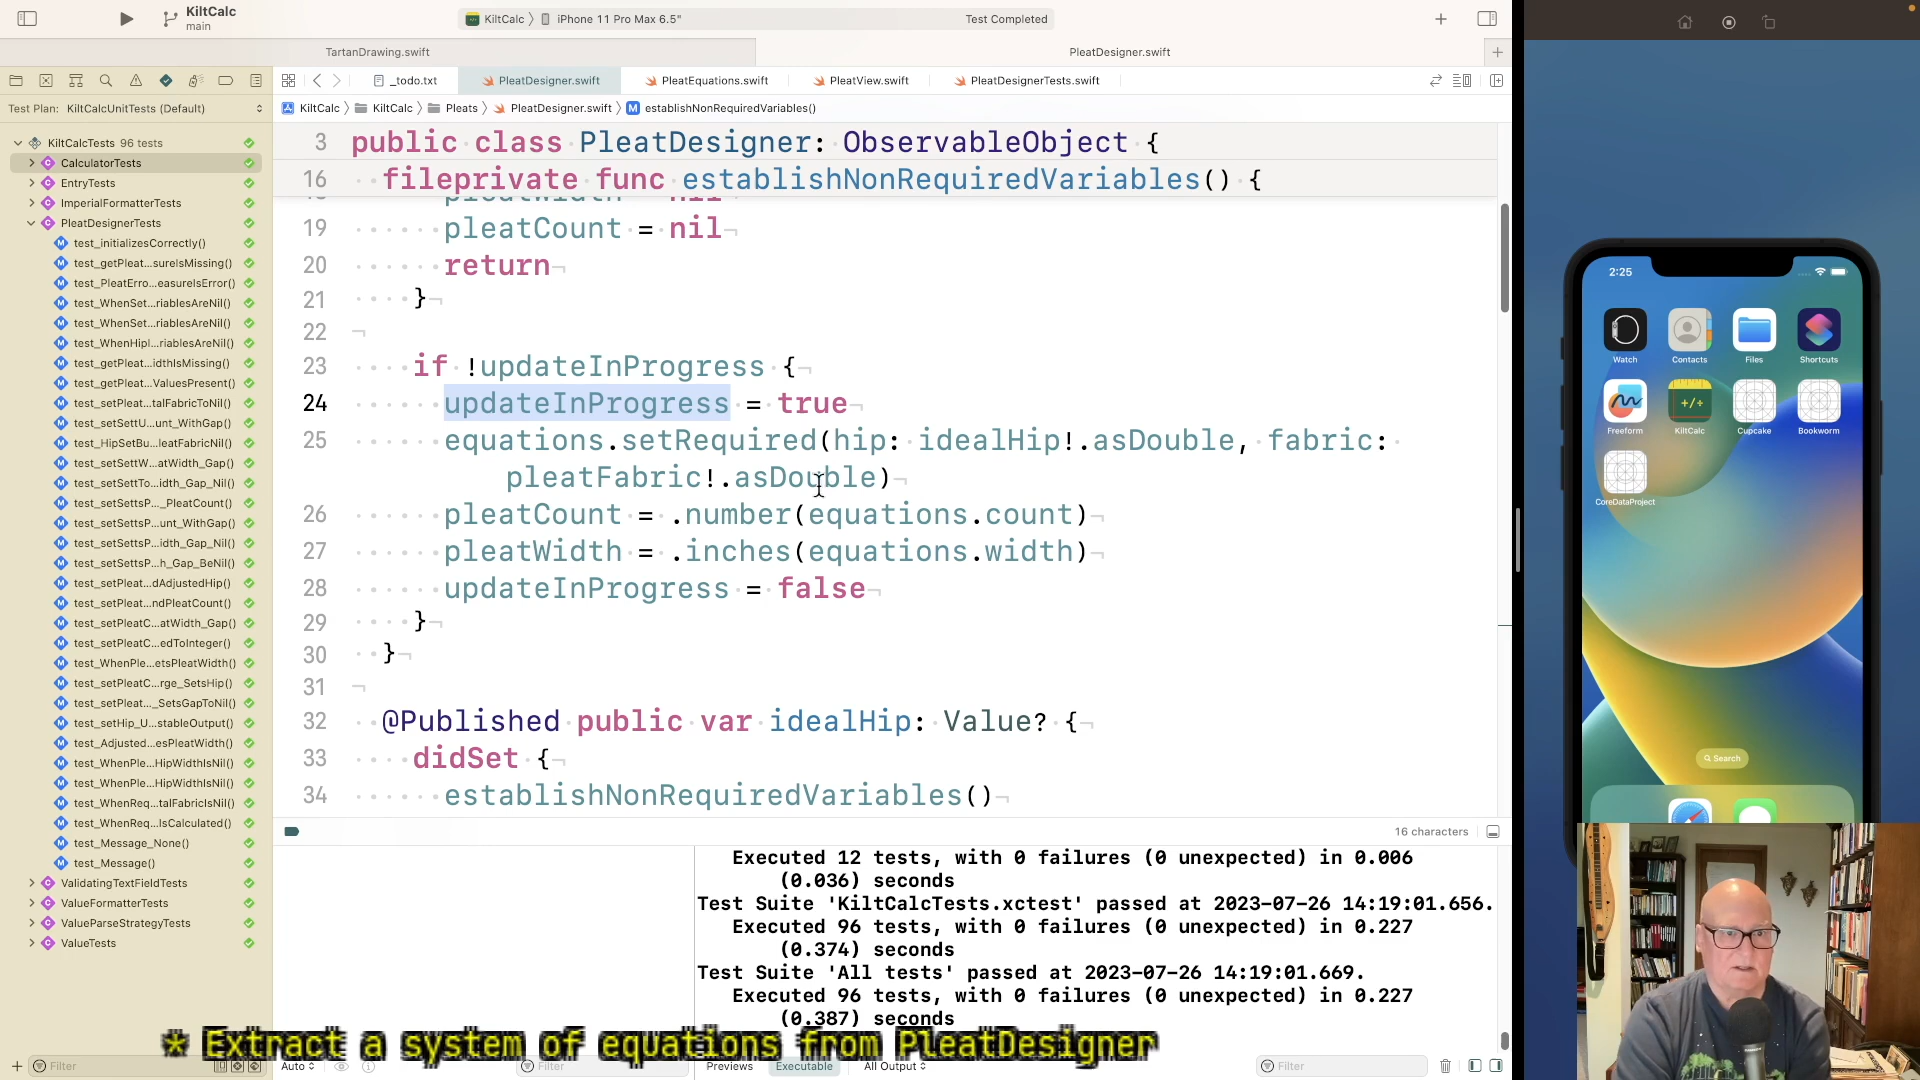 KiltCalc
main
KiltCalc
iPhone 11 Pro Max 6.5"
Test Completed
TartanDrawing.swift
PleatDesigner.swift
_todo.txt
PleatDesigner.swift
PleatEquations.swift
PleatView.swift
PleatDesignerTests.swift
Test Plan: KiltCalcUnitTests (Default)
KiltCalc
KiltCalc
Pleats
PleatDesigner.swift
M establishNonRequiredVariables()
KiltCalcTests 96 tests
C CalculatorTests
C EntryTests
C ImperialFormatterTests
C PleatDesignerTests
M test_initializesCorrectly()
M test_getPleat...sureIsMissing()
M test_PleatErro...easureIsError()
M test_WhenSet...riablesAreNil()
M test_WhenSet...riablesAreNil()
M test_WhenHipI...riablesAreNil()
M test_getPleat...idthIsMissing()
M test_getPleat...ValuesPresent()
M test_setPleat...talFabricToNil()
M test_setSettU...unt_WithGap()
M test_HipSetBu...leatFabricNil()
M test_setSettW...atWidth_Gap()
M test_setSetTo...idth_Gap_Nil()
M test_setSettsP..._PleatCount()
M test_setSettsP...unt_WithGap()
M test_setSettsP...idth_Gap_Nil()
M test_setSettsP...h_Gap_BeNil()
M test_setPleat...dAdjustedHip()
M test_setPleat...ndPleatCount()
M test_setPleatC...atWidth_Gap()
M test_setPleatC...edToInteger()
M test_WhenPle...etsPleatWidth()
M test_setPleatC...rge_SetsHip()
M test_setPleat..._SetsGapToNil()
M test_setHip_U...stableOutput()
M test_Adjusted...esPleatWidth()
M test_WhenPle...HipWidthIsNil()
M test_WhenPle...HipWidthIsNil()
M test_WhenReq...talFabricIsNil()
M test_WhenReq...IsCalculated()
M test_Message_None()
M test_Message()
C ValidatingTextFieldTests
C ValueFormatterTests
C ValueParseStrategyTests
C ValueTests
Filter
3 public class PleatDesigner: ObservableObject {
16 fileprivate func establishNonRequiredVariables() {
19 pleatCount = nil
20 return
21 }
22
23 if !updateInProgress {
24 updateInProgress = true
25 equations.setRequired(hip: idealHip!.asDouble, fabric:
pleatFabric!.asDouble)
26 pleatCount = .number(equations.count)
27 pleatWidth = .inches(equations.width)
28 updateInProgress = false
29 }
30 }
31
32 @Published public var idealHip: Value? {
33 didSet {
34 establishNonRequiredVariables()
16 characters
Executed 12 tests, with 0 failures (0 unexpected) in 0.006
(0.036) seconds
Test Suite 'KiltCalcTests.xctest' passed at 2023-07-26 14:19:01.656.
Executed 96 tests, with 0 failures (0 unexpected) in 0.227
(0.374) seconds
Test Suite 'All tests' passed at 2023-07-26 14:19:01.669.
Executed 96 tests, with 0 failures (0 unexpected) in 0.227
(0.387) seconds
* Extract a system of equations from PleatDesigner
Auto
Filter
Previews
Executable
All Output
Filter
2:25
Watch
Contacts
Files
Shortcuts
+/÷
Freeform
KiltCalc
Cupcake
Bookworm
CoreDataProject
Search